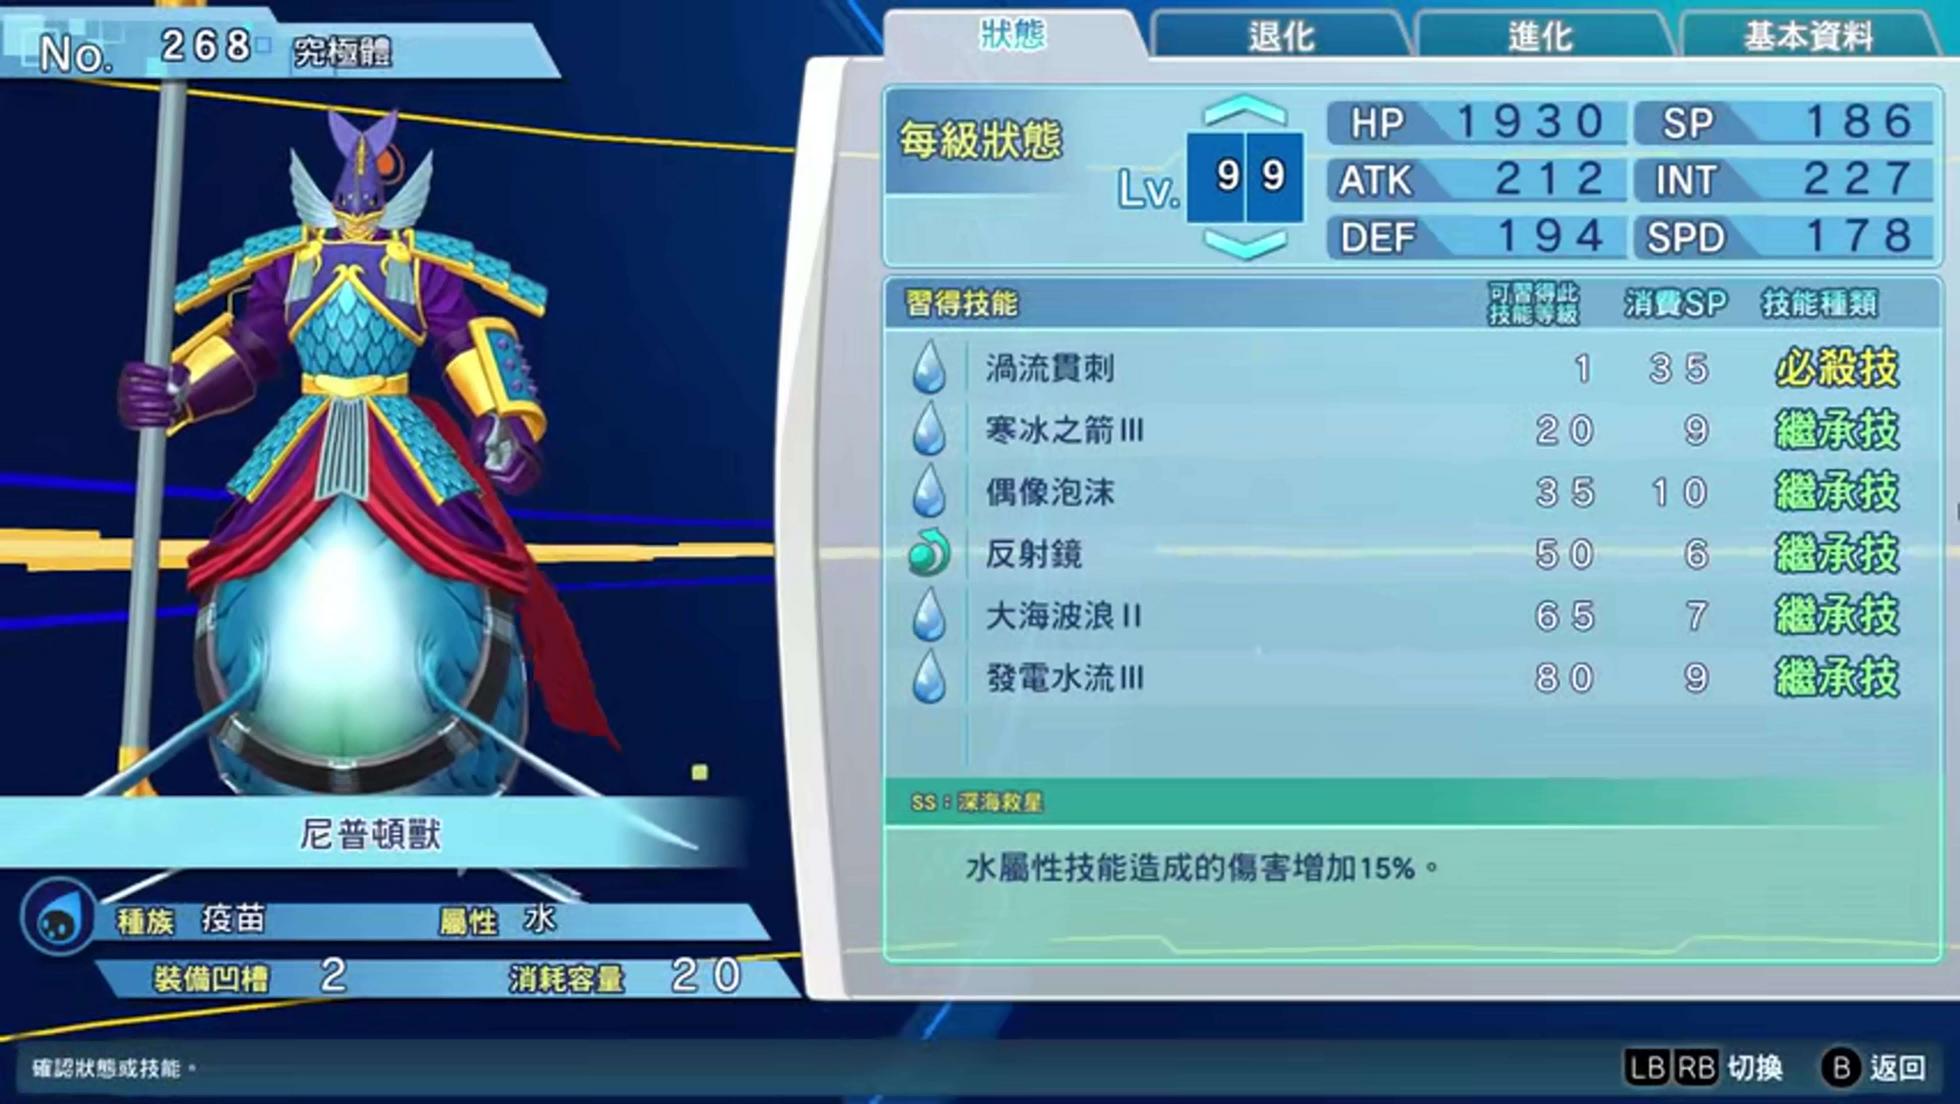 No. 268 究極體
狀態 退化 進化 基本資料
每級狀態
Lv. 99
HP 1930 SP 186
ATK 212 INT 227
DEF 194 SPD 178
習得技能 可習得此技能等級 消費SP 技能種類
渦流貫刺 1 35 必殺技
寒冰之箭III 20 9 繼承技
偶像泡沫 35 10 繼承技
反射鏡 50 6 繼承技
大海波浪II 65 7 繼承技
發電水流III 80 9 繼承技
SS：深海救星
水屬性技能造成的傷害增加15%。
尼普頓獸
種族 疫苗 屬性 水
裝備凹槽 2 消耗容量 20
確認狀態或技能。
LB RB 切換 B 返回